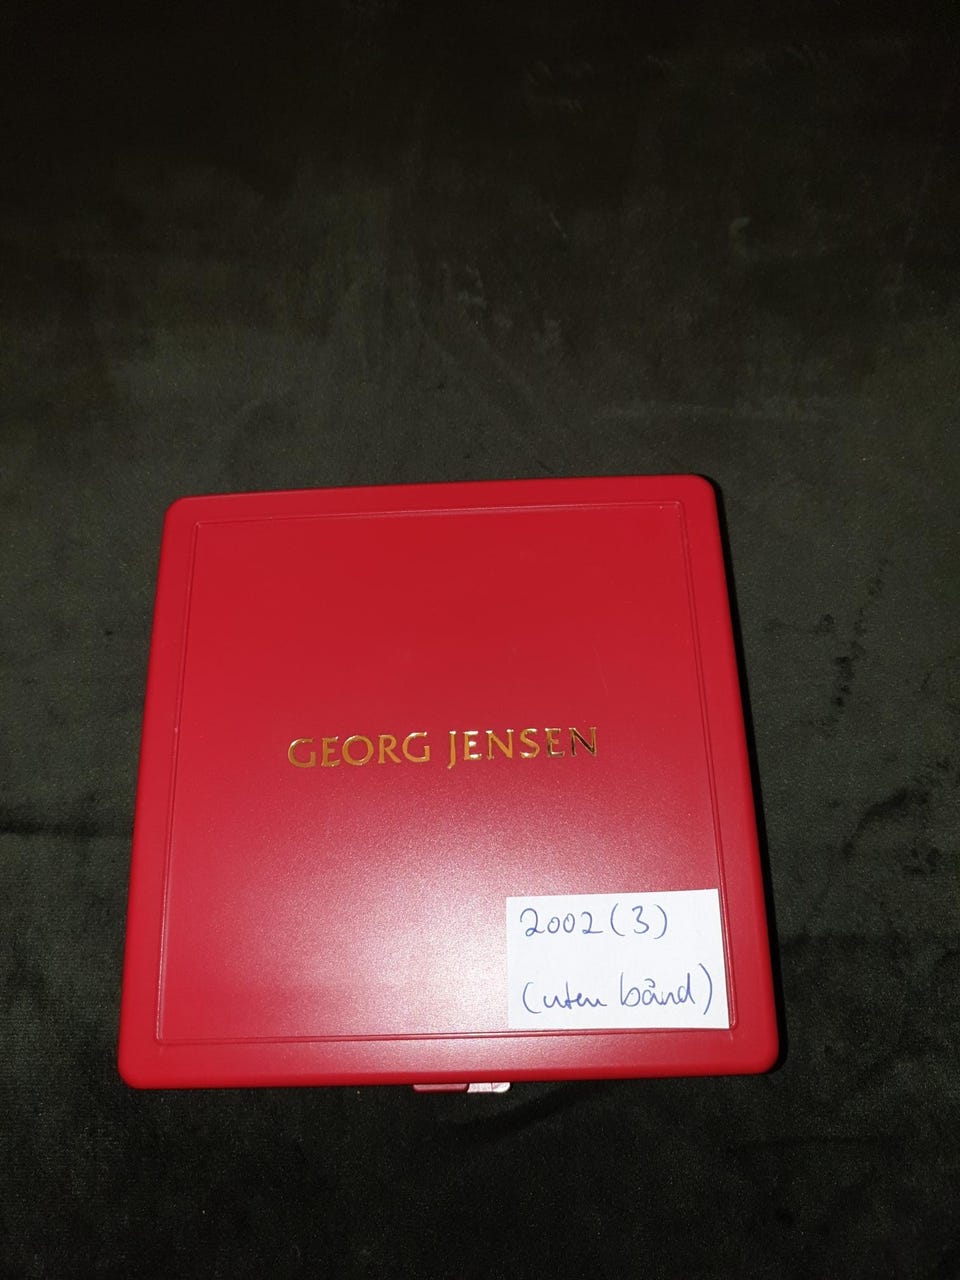 GEORG JENSEN
2002 (3)
(uten bånd)